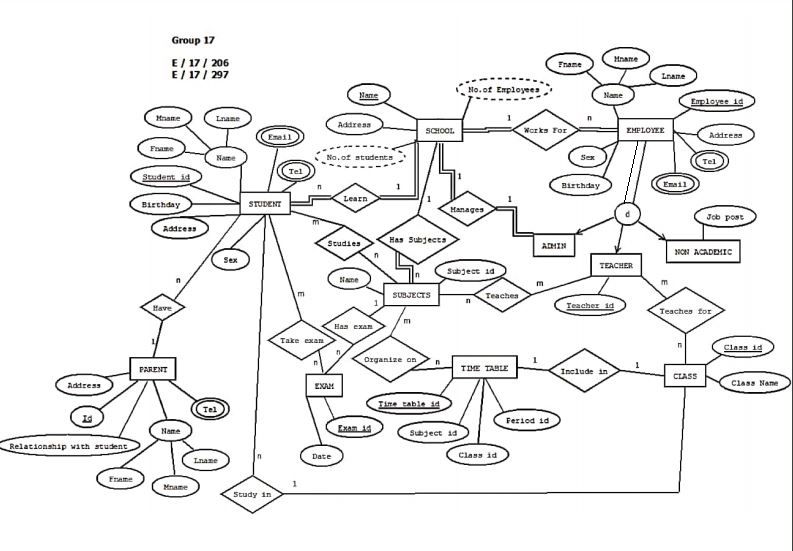 Group 17
E / 17 / 206
E / 17 / 297
Mname
Lname
Fname
Name
Student id
Birthday
Address
Sex
Email
Tel
STUDENT
n
Learn
1
Name
Address
No.of students
No.of Employees
SCHOOL
1
Works For
n
EMPLOYEE
Fname
Mname
Lname
Name
Employee id
Address
Tel
Email
Sex
Birthday
d
1
Manages
1
ADMIN
Job post
NON ACADEMIC
TEACHER
Teacher id
m
Studies
n
1
Has Subjects
n
Name
Subject id
SUBJECTS
n
Teaches
m
m
Teaches for
n
Class id
Class Name
CLASS
n
Have
1
PARENT
Address
Id
Relationship with student
Name
Fname
Mname
Lname
Tel
m
Take exam
n
1
Has exam
n
EXAM
Exam id
Date
m
Organize on
n
TIME TABLE
Time table id
Subject id
Class id
Period id
1
Include in
1
n
Study in
1